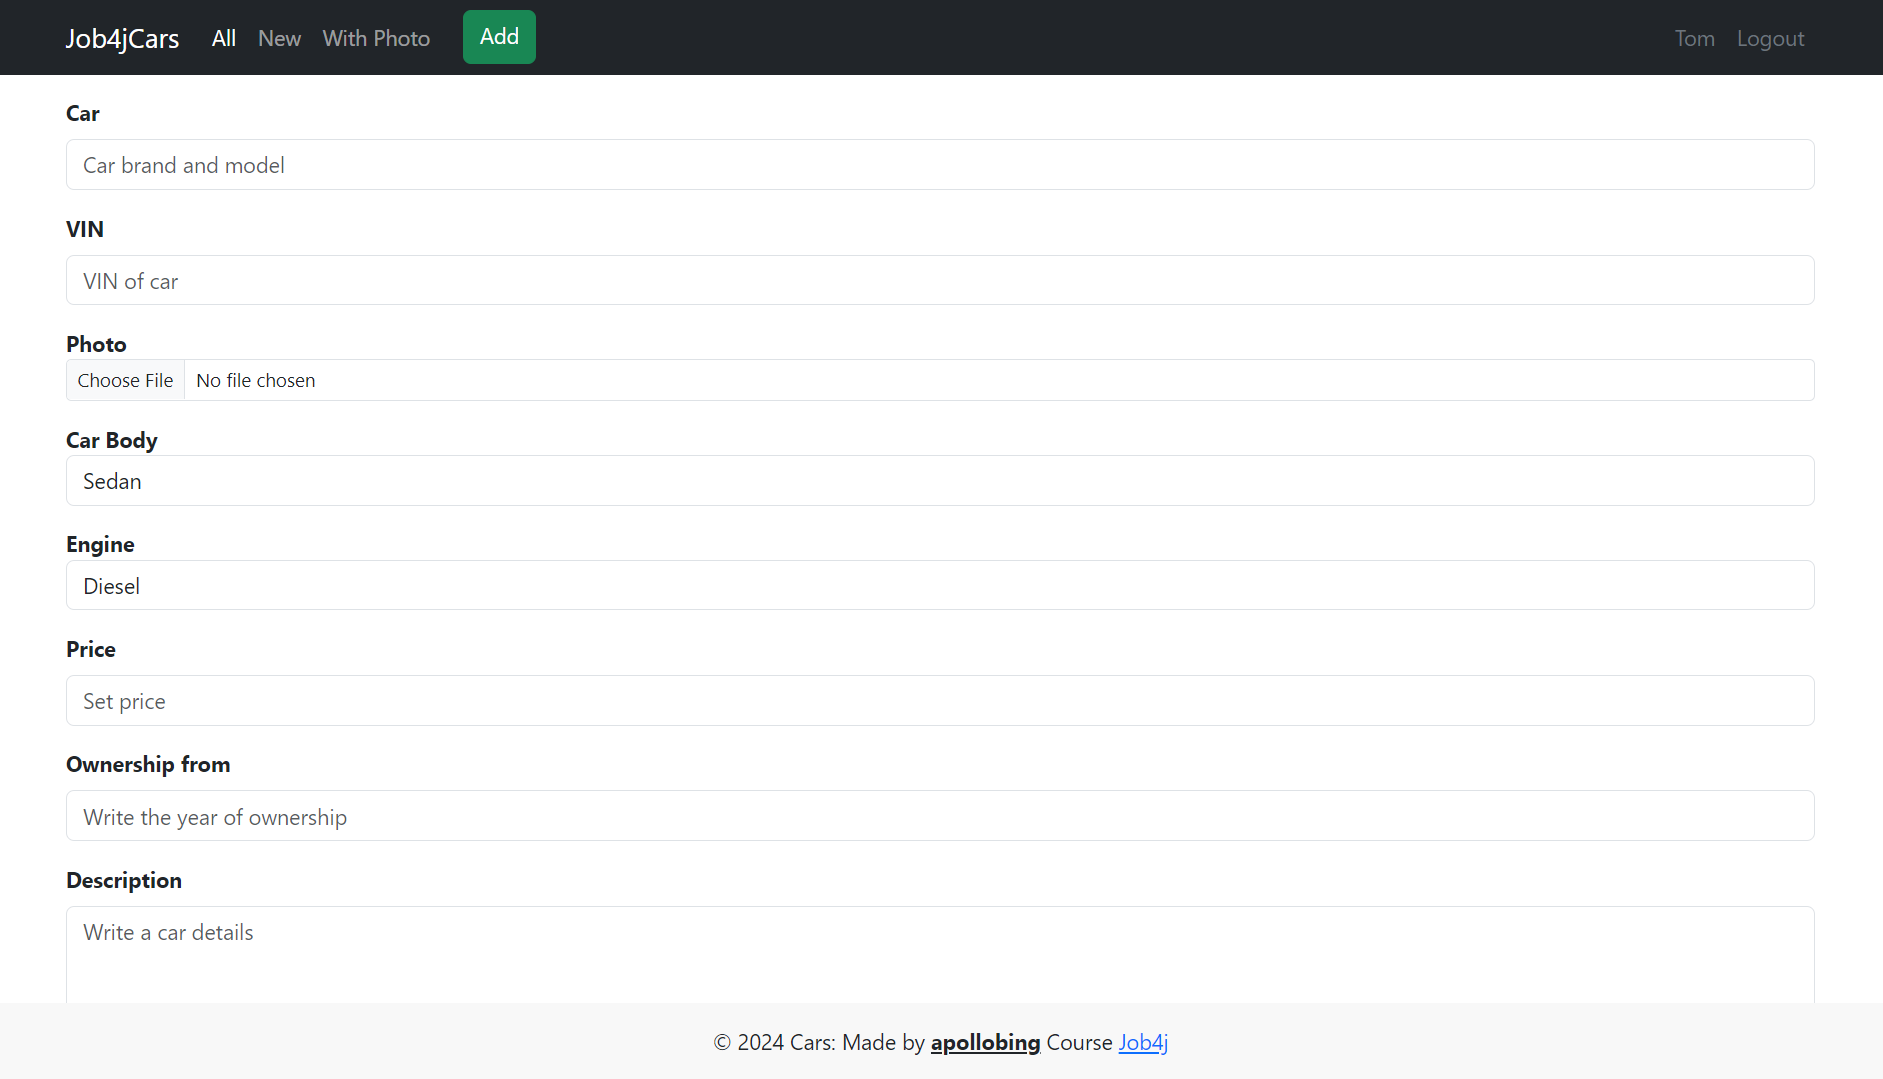 Job4jCars All New With Photo Add Tom Logout
Car
Car brand and model
VIN
VIN of car
Photo
Choose File No file chosen
Car Body
Sedan
Engine
Diesel
Price
Set price
Ownership from
Write the year of ownership
Description
Write a car details
© 2024 Cars: Made by apollobing Course Job4j